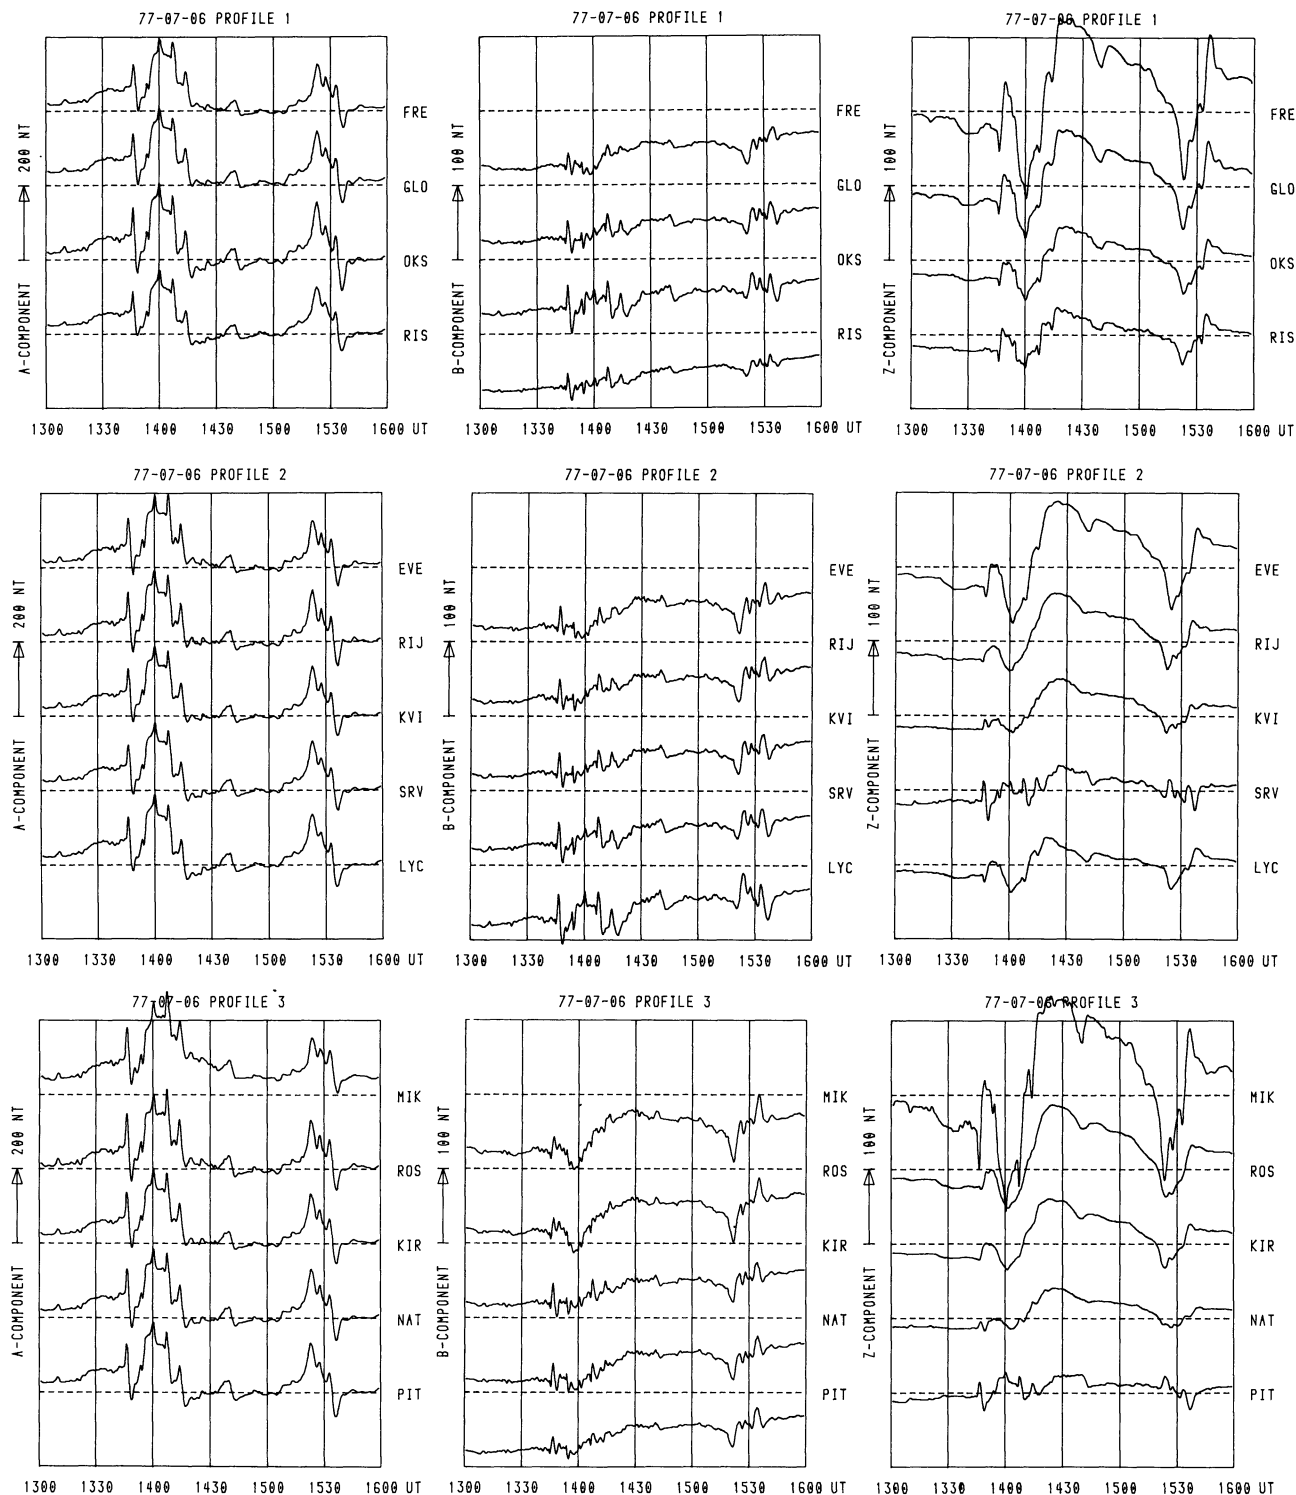 77-07-06 PROFILE 1
77-07-06 PROFILE 1
77-07-06 PROFILE 1
A-COMPONENT 200 NT
FRE
GLO
OKS
RIS
B-COMPONENT 100 NT
FRE
GLO
OKS
RIS
Z-COMPONENT 100 NT
FRE
GLO
OKS
RIS
1300 1330 1400 1430 1500 1530 1600 UT
1300 1330 1400 1430 1500 1530 1600 UT
1300 1330 1400 1430 1500 1530 1600 UT
77-07-06 PROFILE 2
77-07-06 PROFILE 2
77-07-06 PROFILE 2
A-COMPONENT 200 NT
EVE
RIJ
KVI
SRV
LYC
B-COMPONENT 100 NT
EVE
RIJ
KVI
SRV
LYC
Z-COMPONENT 100 NT
EVE
RIJ
KVI
SRV
LYC
1300 1330 1400 1430 1500 1530 1600 UT
1300 1330 1400 1430 1500 1530 1600 UT
1300 1330 1400 1430 1500 1530 1600 UT
77-07-06 PROFILE 3
77-07-06 PROFILE 3
77-07-06 PROFILE 3
A-COMPONENT 200 NT
MIK
ROS
KIR
NAT
PIT
B-COMPONENT 100 NT
MIK
ROS
KIR
NAT
PIT
Z-COMPONENT 100 NT
MIK
ROS
KIR
NAT
PIT
1300 1330 1400 1430 1500 1530 1600 UT
1300 1330 1400 1430 1500 1530 1600 UT
1300 1330 1400 1430 1500 1530 1600 UT